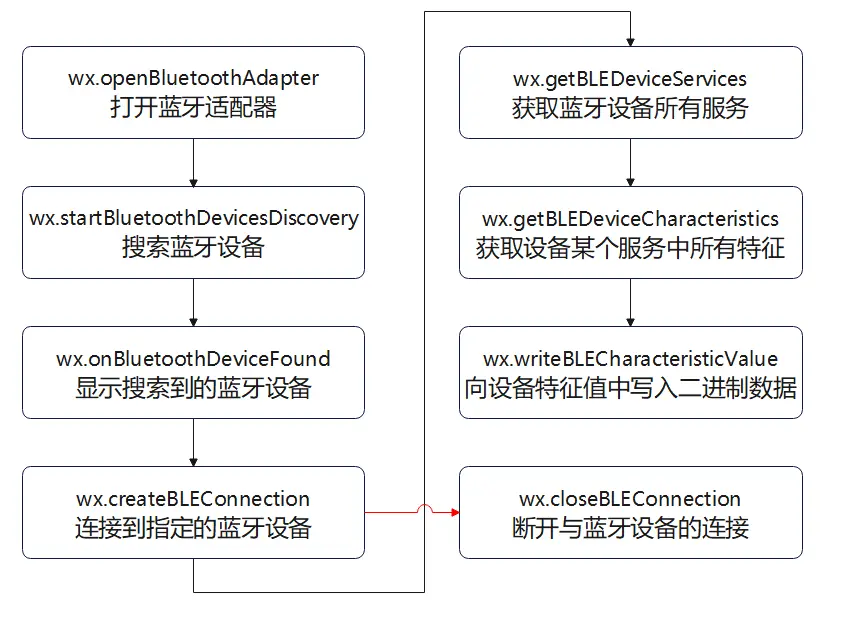 wx.openBluetoothAdapter
打开蓝牙适配器
wx.startBluetoothDevicesDiscovery
搜索蓝牙设备
wx.onBluetoothDeviceFound
显示搜索到的蓝牙设备
wx.createBLEConnection
连接到指定的蓝牙设备
wx.getBLEDeviceServices
获取蓝牙设备所有服务
wx.getBLEDeviceCharacteristics
获取设备某个服务中所有特征
wx.writeBLECharacteristicValue
向设备特征值中写入二进制数据
wx.closeBLEConnection
断开与蓝牙设备的连接